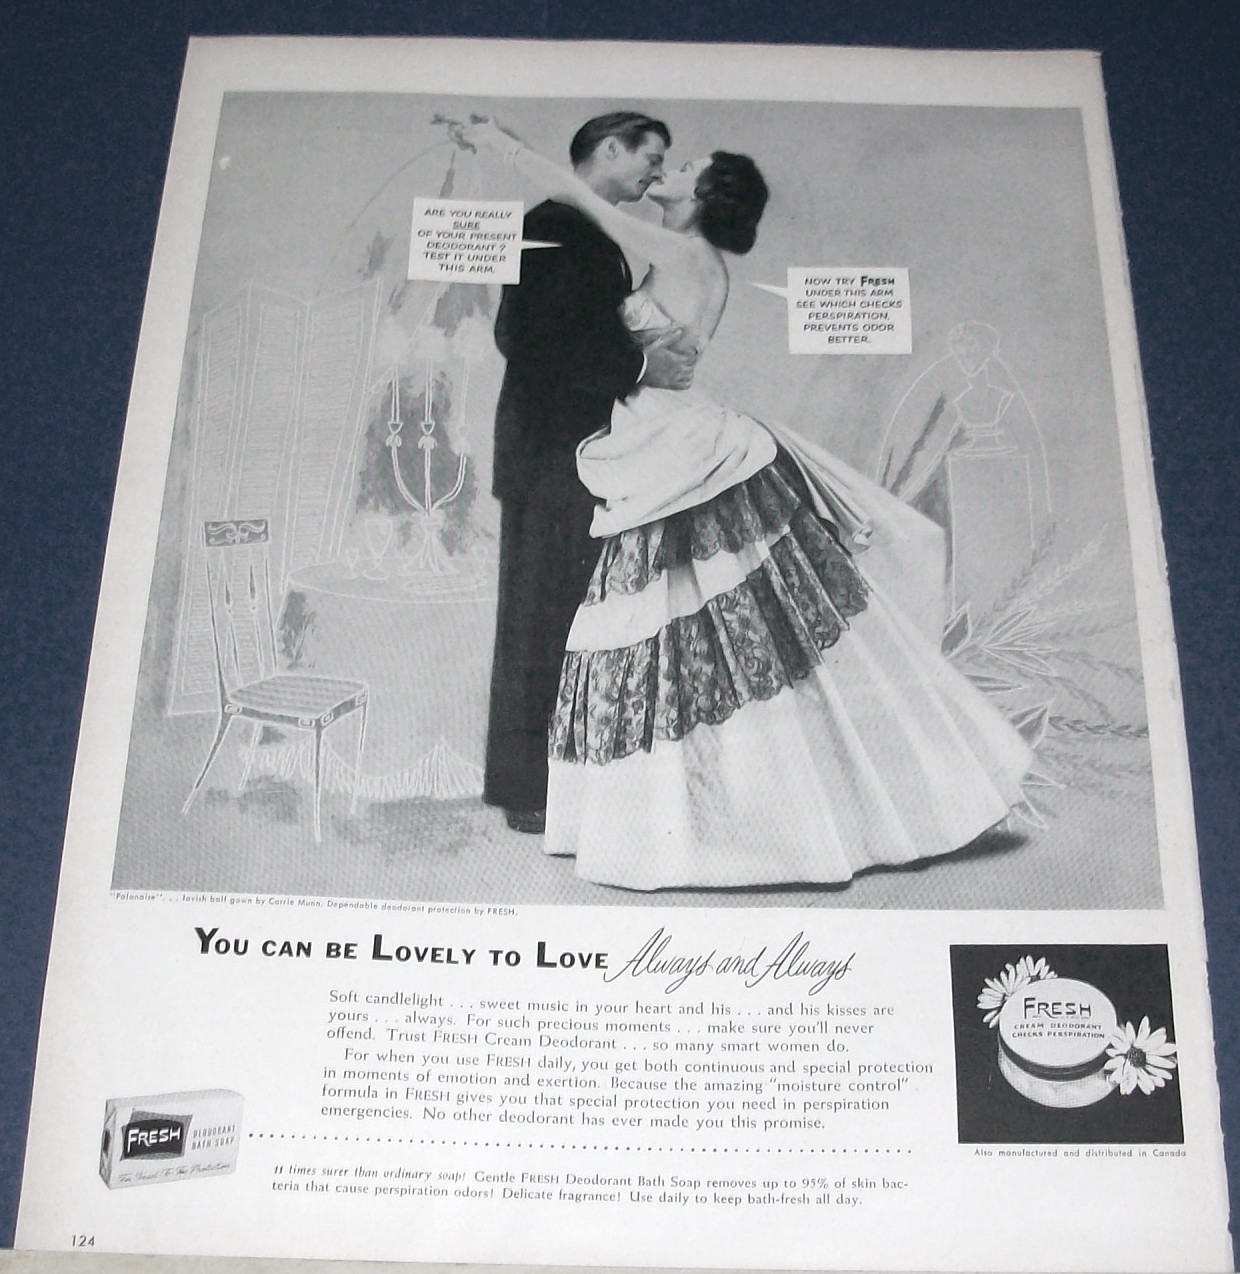 ARE YOU REALLY
SURE
OF YOUR PRESENT
DEODORANT?
TEST IT UNDER
THIS ARM.
NOW TRY FRESH
UNDER THIS ARM
SEE WHICH CHECKS
PERSPIRATION,
PREVENTS ODOR
BETTER.
"Polonaise"... lavish ball gown by Carrie Munn. Dependable deodorant protection by FRESH.
YOU CAN BE LOVELY TO LOVE Always and Always
Soft candlelight . . . sweet music in your heart and his . . . and his kisses are
yours . . . always. For such precious moments . . . make sure you'll never
offend. Trust FRESH Cream Deodorant . . . so many smart women do.
For when you use FRESH daily, you get both continuous and special protection
in moments of emotion and exertion. Because the amazing "moisture control"
formula in FRESH gives you that special protection you need in perspiration
emergencies. No other deodorant has ever made you this promise.
FRESH
CREAM DEODORANT
CHECKS PERSPIRATION
Also manufactured and distributed in Canada
FRESH
DEODORANT
BATH SOAP
11 times surer than ordinary soap! Gentle FRESH Deodorant Bath Soap removes up to 95% of skin bac-
teria that cause perspiration odors! Delicate fragrance! Use daily to keep bath-fresh all day.
124